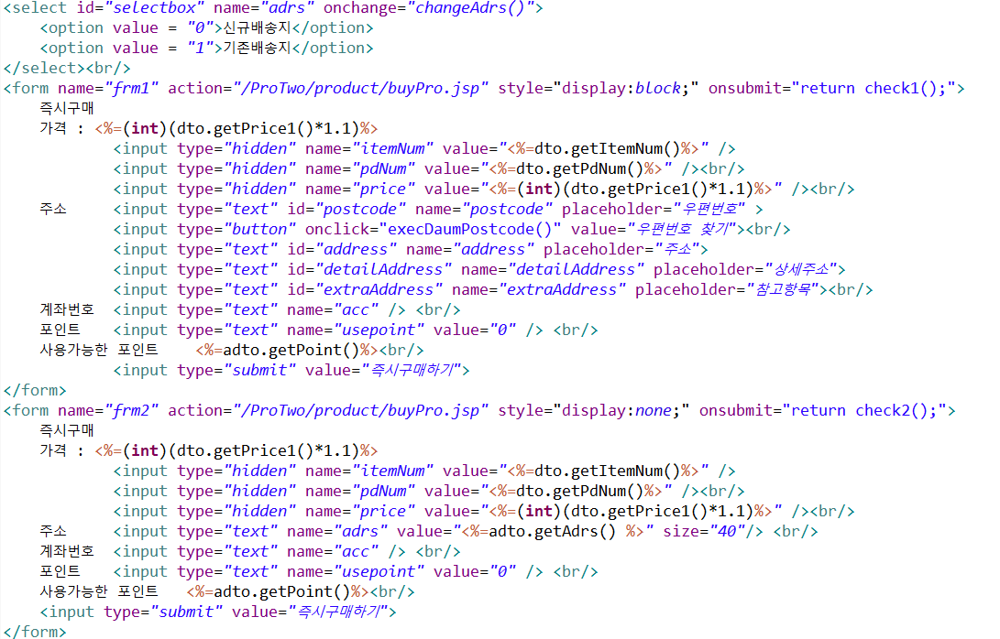 <select id="selectbox" name="adrs" onchange="changeAdrs()">
<option value = "0">신규배송지</option>
<option value = "1">기존배송지</option>
</select><br/>
<form name="frm1" action="/ProTwo/product/buyPro.jsp" style="display:block;" onsubmit="return check1();">
즉시구매
가격 : <%=(int)(dto.getPrice1()*1.1)%>
<input type="hidden" name="itemNum" value="<%=dto.getItemNum()%>" />
<input type="hidden" name="pdNum" value="<%=dto.getPdNum()%>" /><br/>
<input type="hidden" name="price" value="<%=(int)(dto.getPrice1()*1.1)%>" /><br/>
주소 <input type="text" id="postcode" name="postcode" placeholder="우편번호" >
<input type="button" onclick="execDaumPostcode()" value="우편번호 찾기"><br/>
<input type="text" id="address" name="address" placeholder="주소">
<input type="text" id="detailAddress" name="detailAddress" placeholder="상세주소">
<input type="text" id="extraAddress" name="extraAddress" placeholder="참고항목"><br/>
계좌번호 <input type="text" name="acc" /> <br/>
포인트 <input type="text" name="usepoint" value="0" /> <br/>
사용가능한 포인트 <%=adto.getPoint()%><br/>
<input type="submit" value="즉시구매하기">
</form>
<form name="frm2" action="/ProTwo/product/buyPro.jsp" style="display:none;" onsubmit="return check2();">
즉시구매
가격 : <%=(int)(dto.getPrice1()*1.1)%>
<input type="hidden" name="itemNum" value="<%=dto.getItemNum()%>" />
<input type="hidden" name="pdNum" value="<%=dto.getPdNum()%>" /><br/>
<input type="hidden" name="price" value="<%=(int)(dto.getPrice1()*1.1)%>" /><br/>
주소 <input type="text" name="adrs" value="<%=adto.getAdrs() %>" size="40"/> <br/>
계좌번호 <input type="text" name="acc" /> <br/>
포인트 <input type="text" name="usepoint" value="0" /> <br/>
사용가능한 포인트 <%=adto.getPoint()%><br/>
<input type="submit" value="즉시구매하기">
</form>